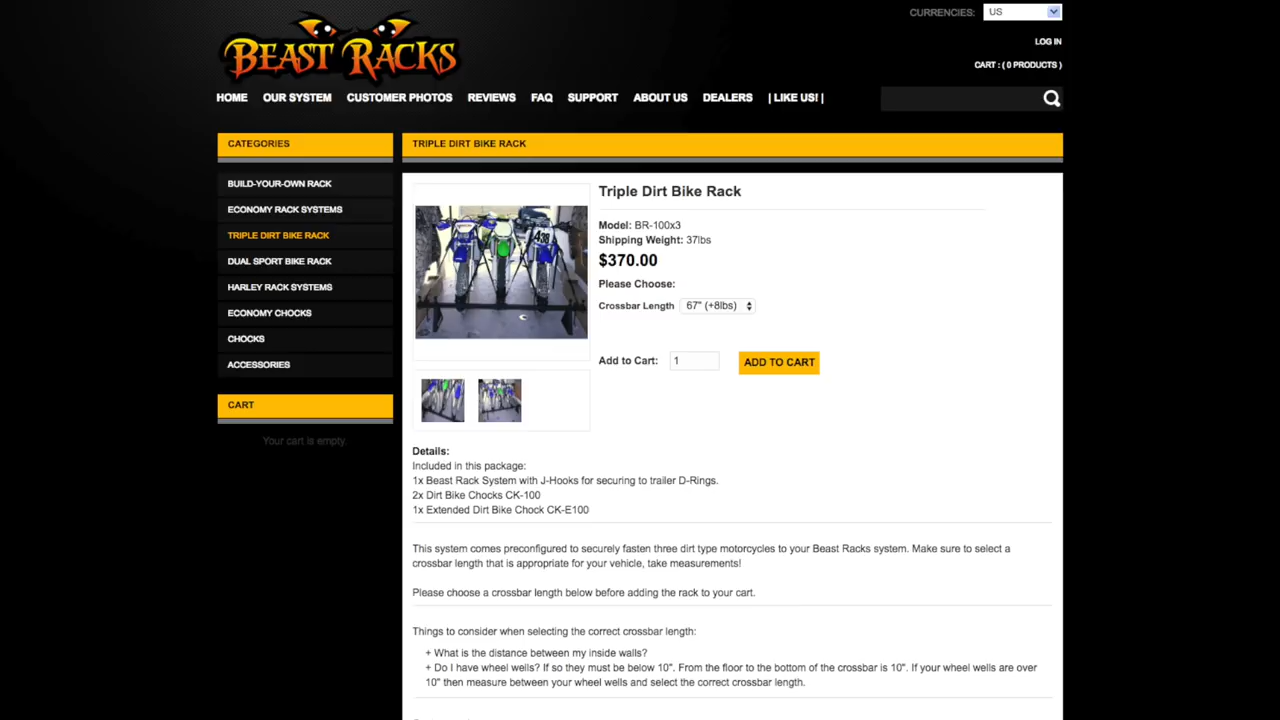 CURRENCIES: US
BEAST RACKS
LOG IN
CART : ( 0 PRODUCTS )
HOME OUR SYSTEM CUSTOMER PHOTOS REVIEWS FAQ SUPPORT ABOUT US DEALERS | LIKE US! |
CATEGORIES
BUILD-YOUR-OWN RACK
ECONOMY RACK SYSTEMS
TRIPLE DIRT BIKE RACK
DUAL SPORT BIKE RACK
HARLEY RACK SYSTEMS
ECONOMY CHOCKS
CHOCKS
ACCESSORIES
CART
Your cart is empty.
TRIPLE DIRT BIKE RACK
Triple Dirt Bike Rack
Model: BR-100x3
Shipping Weight: 37lbs
$370.00
Please Choose:
Crossbar Length 67" (+8lbs)
Add to Cart: 1 ADD TO CART
438
Details:
Included in this package:
1x Beast Rack System with J-Hooks for securing to trailer D-Rings.
2x Dirt Bike Chocks CK-100
1x Extended Dirt Bike Chock CK-E100
This system comes preconfigured to securely fasten three dirt type motorcycles to your Beast Racks system. Make sure to select a
crossbar length that is appropriate for your vehicle, take measurements!
Please choose a crossbar length below before adding the rack to your cart.
Things to consider when selecting the correct crossbar length:
+ What is the distance between my inside walls?
+ Do I have wheel wells? If so they must be below 10". From the floor to the bottom of the crossbar is 10". If your wheel wells are over
10" then measure between your wheel wells and select the correct crossbar length.